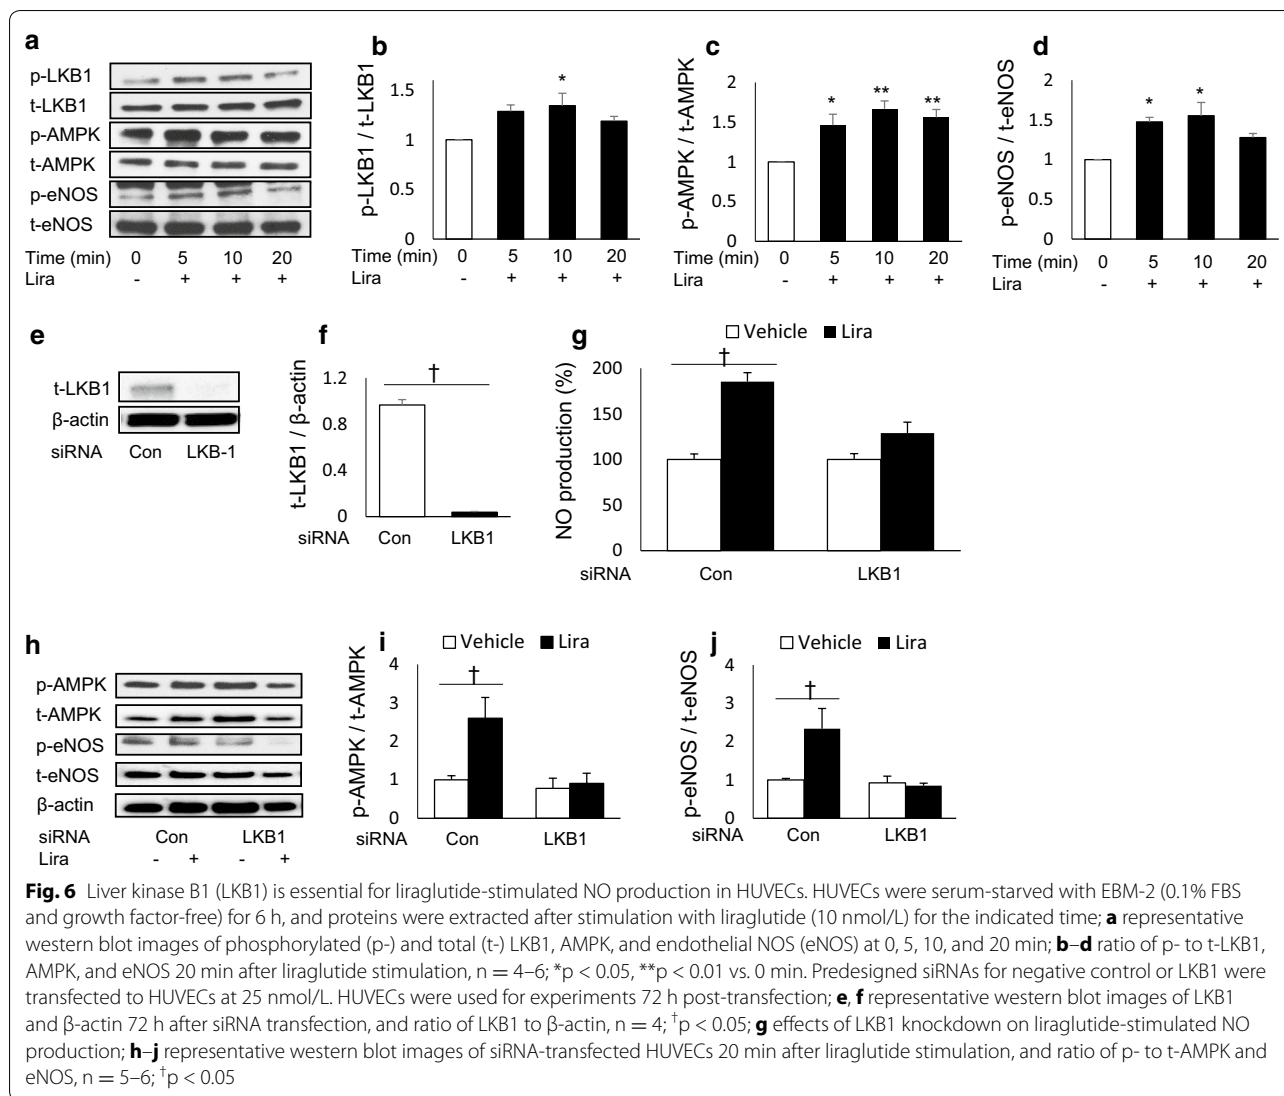 a
p-LKB1
t-LKB1
p-AMPK
t-AMPK
p-eNOS
t-eNOS
Time (min) 0 5 10 20
Lira - + + +
b
p-LKB1 / t-LKB1
1.5
1
0.5
0
*
Time (min) 0 5 10 20
Lira - + + +
c
p-AMPK / t-AMPK
2
1.5
1
0.5
0
* ** **
Time (min) 0 5 10 20
Lira - + + +
d
p-eNOS / t-eNOS
2
1.5
1
0.5
0
* *
Time (min) 0 5 10 20
Lira - + + +
e
t-LKB1
β-actin
siRNA Con LKB-1
f
t-LKB1 / β-actin
1.2
0.8
0.4
0
†
siRNA Con LKB1
g
Vehicle Lira
NO production (%)
200
150
100
50
0
†
siRNA Con LKB1
h
p-AMPK
t-AMPK
p-eNOS
t-eNOS
β-actin
siRNA Con LKB1
Lira - + - +
i
Vehicle Lira
p-AMPK / t-AMPK
4
3
2
1
0
†
siRNA Con LKB1
j
Vehicle Lira
p-eNOS / t-eNOS
4
3
2
1
0
†
siRNA Con LKB1
Fig. 6 Liver kinase B1 (LKB1) is essential for liraglutide-stimulated NO production in HUVECs. HUVECs were serum-starved with EBM-2 (0.1% FBS
and growth factor-free) for 6 h, and proteins were extracted after stimulation with liraglutide (10 nmol/L) for the indicated time; a representative
western blot images of phosphorylated (p-) and total (t-) LKB1, AMPK, and endothelial NOS (eNOS) at 0, 5, 10, and 20 min; b–d ratio of p- to t-LKB1,
AMPK, and eNOS 20 min after liraglutide stimulation, n = 4–6; *p < 0.05, **p < 0.01 vs. 0 min. Predesigned siRNAs for negative control or LKB1 were
transfected to HUVECs at 25 nmol/L. HUVECs were used for experiments 72 h post-transfection; e, f representative western blot images of LKB1
and β-actin 72 h after siRNA transfection, and ratio of LKB1 to β-actin, n = 4; †p < 0.05; g effects of LKB1 knockdown on liraglutide-stimulated NO
production; h–j representative western blot images of siRNA-transfected HUVECs 20 min after liraglutide stimulation, and ratio of p- to t-AMPK and
eNOS, n = 5–6; †p < 0.05